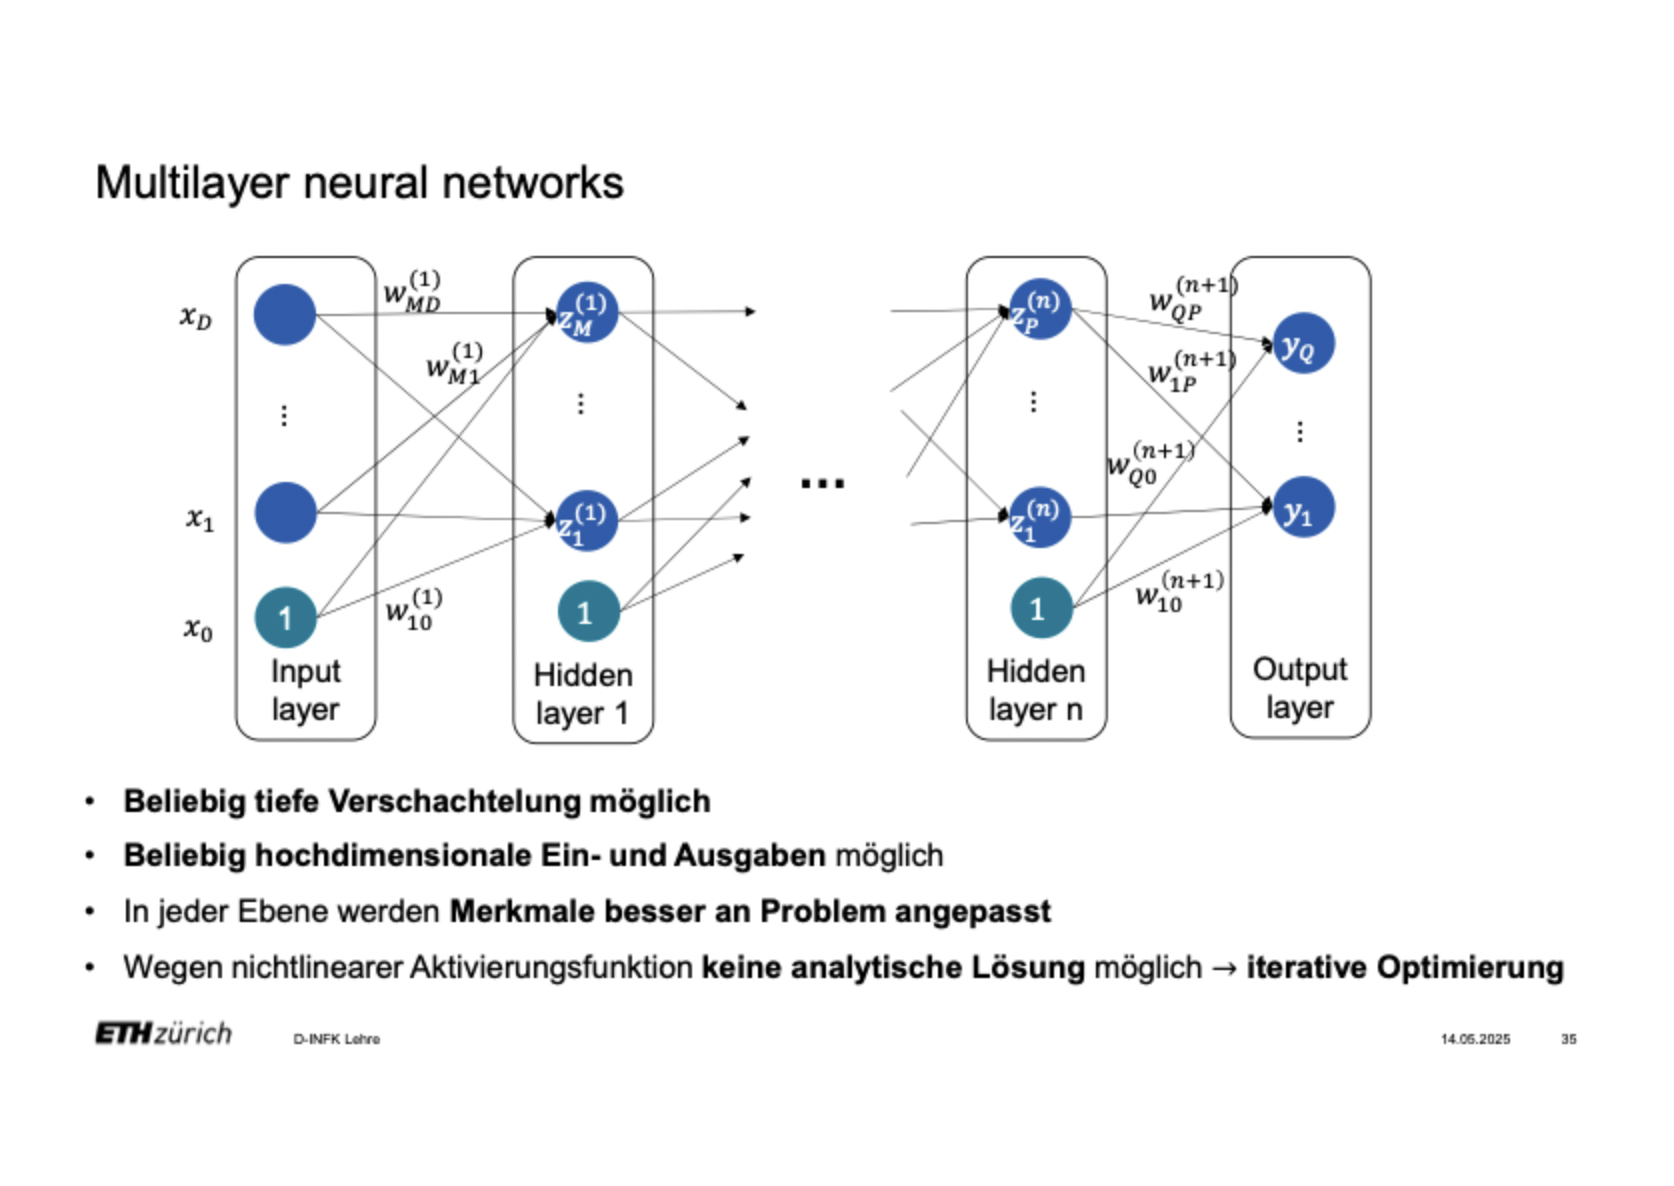 Multilayer neural networks
x_D
w_{MD}^{(1)}
z_M^{(1)}
z_P^{(n)}
w_{QP}^{(n+1)}
y_Q
w_{M1}^{(1)}
w_{1P}^{(n+1)}
⋮
⋮
...
⋮
⋮
w_{Q0}^{(n+1)}
x_1
z_1^{(1)}
z_1^{(n)}
y_1
x_0
1
w_{10}^{(1)}
1
1
w_{10}^{(n+1)}
Input
layer
Hidden
layer 1
Hidden
layer n
Output
layer
• Beliebig tiefe Verschachtelung möglich
• Beliebig hochdimensionale Ein- und Ausgaben möglich
• In jeder Ebene werden Merkmale besser an Problem angepasst
• Wegen nichtlinearer Aktivierungsfunktion keine analytische Lösung möglich → iterative Optimierung
ETH zürich
D-INFK Lehre
14.05.2025
35